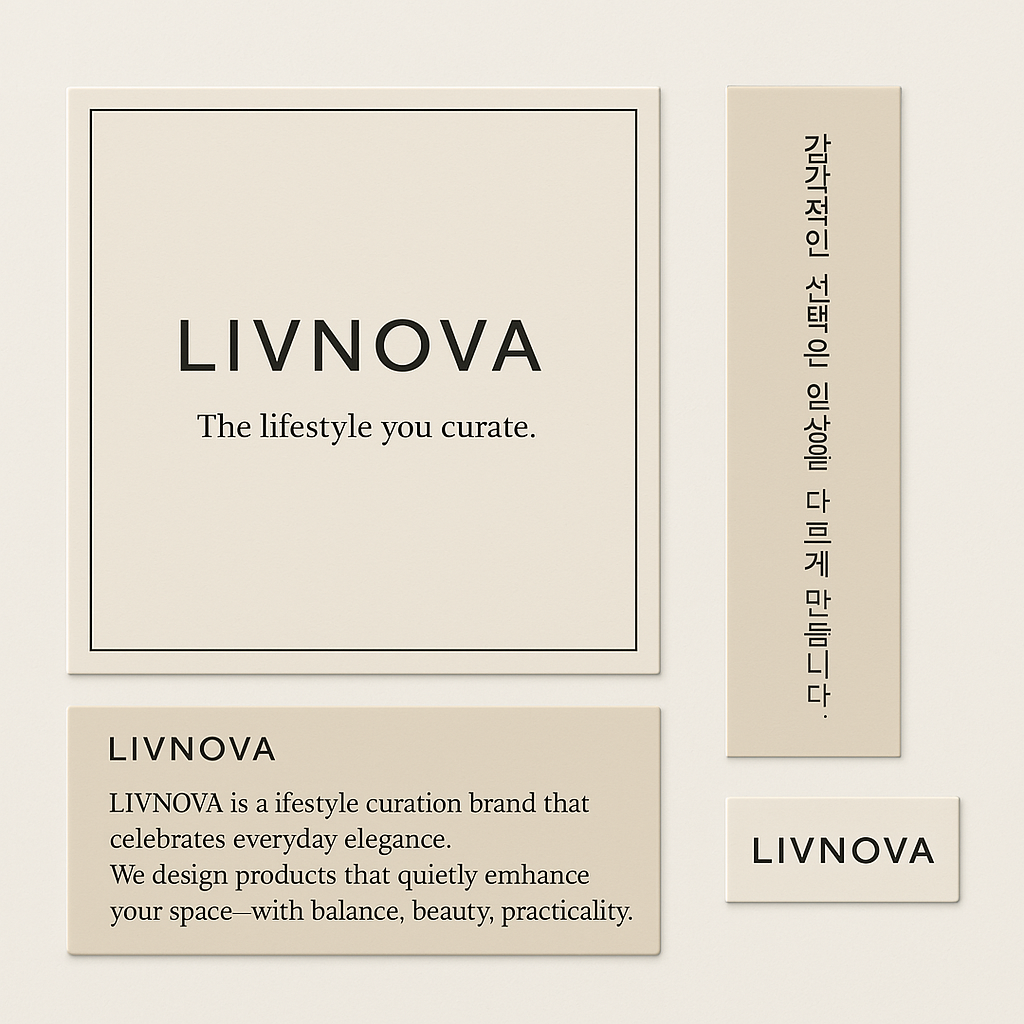 LIVNOVA
The lifestyle you curate.
감각적인 선택은 일상을 다르게 만듬니다.
LIVNOVA
LIVNOVA is a ifestyle curation brand that
celebrates everyday elegance.
We design products that quietly emhance
your space—with balance, beauty, practicality.
LIVNOVA